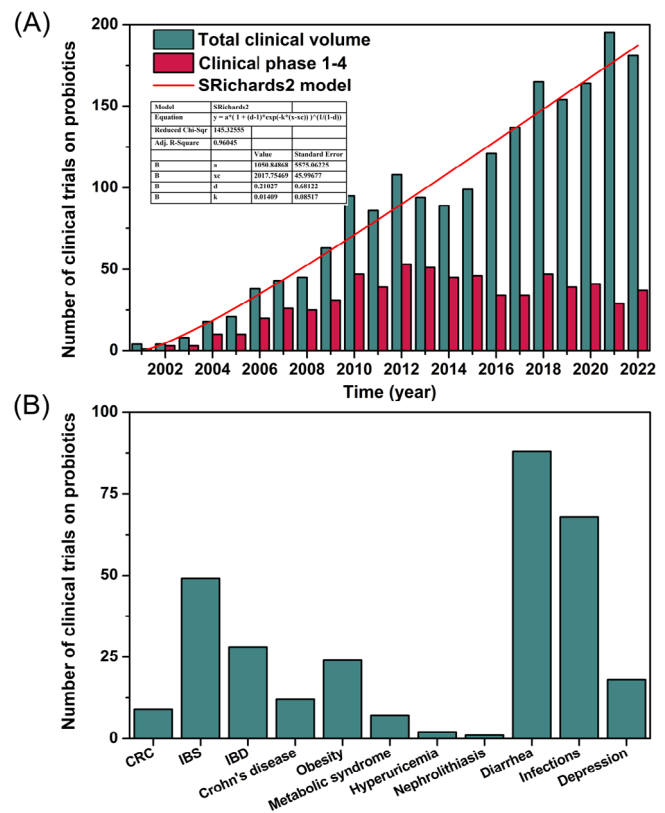 (A)
200
150
100
50
0
Number of clinical trials on probiotics
Total clinical volume
Clinical phase 1-4
SRichards2 model
Model SRichards2
Equation y = a*( 1 + (d-1)*exp(-k*(x-xc)) )^(1/(1-d))
Reduced Chi-Sqr 145.32555
Adj. R-Square 0.96045
Value Standard Error
B a 1050.84868 5575.06225
B xc 2017.75469 45.99677
B d 0.21027 0.68122
B k 0.01409 0.08517
2002 2004 2006 2008 2010 2012 2014 2016 2018 2020 2022
Time (year)
(B)
100
75
50
25
0
Number of clinical trials on probiotics
CRC
IBS
IBD
Crohn's disease
Obesity
Metabolic syndrome
Hyperuricemia
Nephrolithiasis
Diarrhea
Infections
Depression